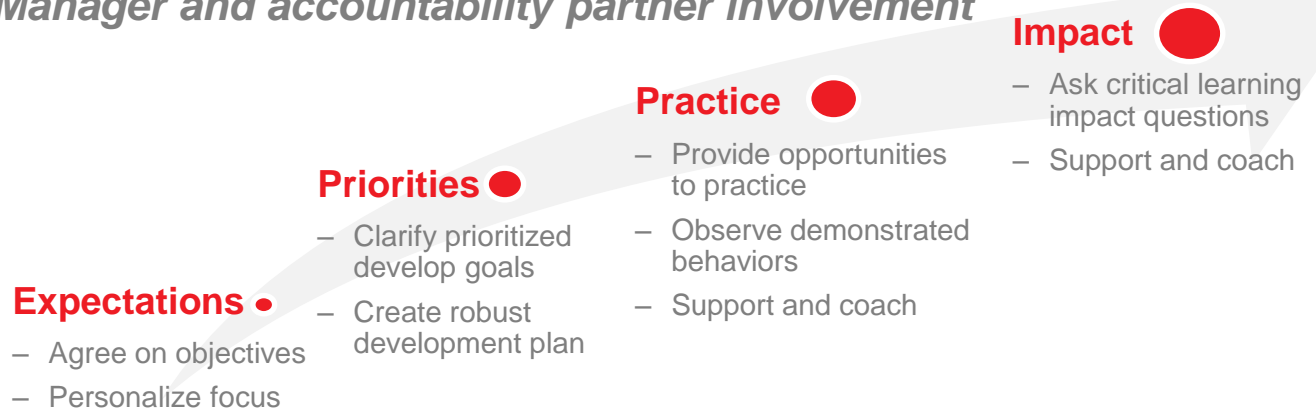 Manager and accountability partner involvement
Impact
– Ask critical learning
impact questions
– Support and coach
Practice
– Provide opportunities
to practice
– Observe demonstrated
behaviors
– Support and coach
Priorities
– Clarify prioritized
develop goals
– Create robust
development plan
Expectations
– Agree on objectives
– Personalize focus